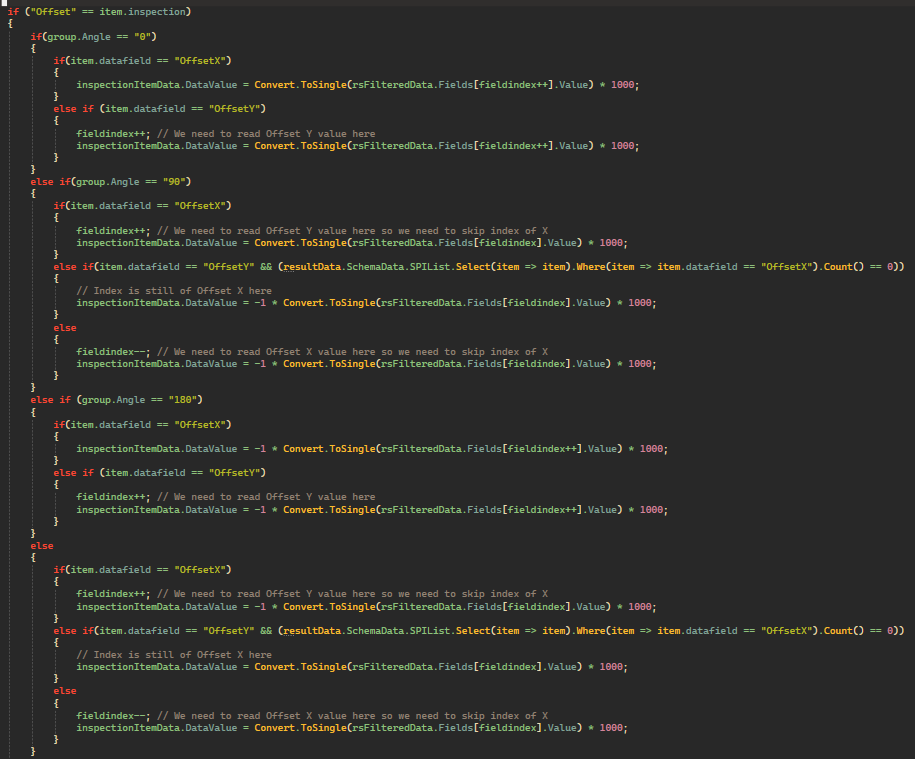 if ("Offset" == item.inspection)
{
if(group.Angle == "0")
{
if(item.datafield == "OffsetX")
{
inspectionItemData.DataValue = Convert.ToSingle(rsFilteredData.Fields[fieldindex++].Value) * 1000;
}
else if (item.datafield == "OffsetY")
{
fieldindex++; // We need to read Offset Y value here
inspectionItemData.DataValue = Convert.ToSingle(rsFilteredData.Fields[fieldindex++].Value) * 1000;
}
}
else if(group.Angle == "90")
{
if(item.datafield == "OffsetX")
{
fieldindex++; // We need to read Offset Y value here so we need to skip index of X
inspectionItemData.DataValue = Convert.ToSingle(rsFilteredData.Fields[fieldindex].Value) * 1000;
}
else if(item.datafield == "OffsetY" && (resultData.SchemaData.SPIList.Select(item => item).Where(item => item.datafield == "OffsetX").Count() == 0))
{
// Index is still of Offset X here
inspectionItemData.DataValue = -1 * Convert.ToSingle(rsFilteredData.Fields[fieldindex].Value) * 1000;
}
else
{
fieldindex--; // We need to read Offset X value here so we need to skip index of X
inspectionItemData.DataValue = -1 * Convert.ToSingle(rsFilteredData.Fields[fieldindex].Value) * 1000;
}
}
else if (group.Angle == "180")
{
if(item.datafield == "OffsetX")
{
inspectionItemData.DataValue = -1 * Convert.ToSingle(rsFilteredData.Fields[fieldindex++].Value) * 1000;
}
else if (item.datafield == "OffsetY")
{
fieldindex++; // We need to read Offset Y value here
inspectionItemData.DataValue = -1 * Convert.ToSingle(rsFilteredData.Fields[fieldindex++].Value) * 1000;
}
}
else
{
if(item.datafield == "OffsetX")
{
fieldindex++; // We need to read Offset Y value here so we need to skip index of X
inspectionItemData.DataValue = -1 * Convert.ToSingle(rsFilteredData.Fields[fieldindex].Value) * 1000;
}
else if(item.datafield == "OffsetY" && (resultData.SchemaData.SPIList.Select(item => item).Where(item => item.datafield == "OffsetX").Count() == 0))
{
// Index is still of Offset X here
inspectionItemData.DataValue = Convert.ToSingle(rsFilteredData.Fields[fieldindex].Value) * 1000;
}
else
{
fieldindex--; // We need to read Offset X value here so we need to skip index of X
inspectionItemData.DataValue = Convert.ToSingle(rsFilteredData.Fields[fieldindex].Value) * 1000;
}
}